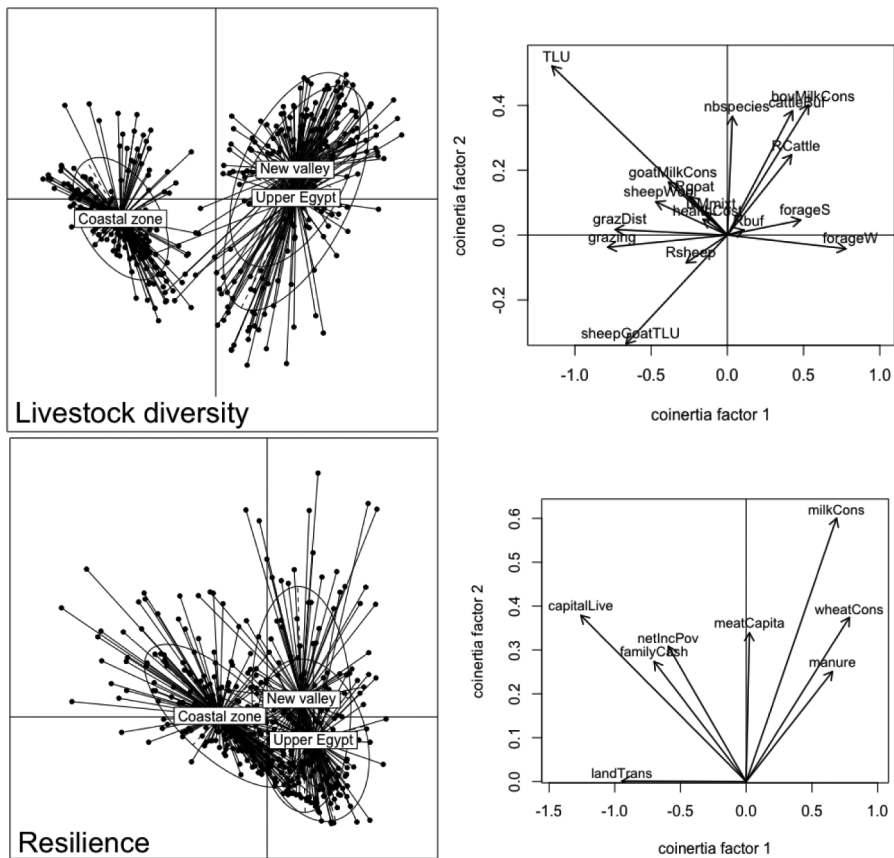 New valley
Upper Egypt
Coastal zone
Livestock diversity
TLU
bovMilkCons
cattleBuf
nbspecies
RCattle
goatMilkCons
Rgoat
sheepWool
healthCost
Rbuf
forageS
grazDist
grazing
forageW
Rsheep
sheepGoatTLU
0.4
0.2
0.0
-0.2
coinertia factor 2
-1.0
-0.5
0.0
0.5
1.0
coinertia factor 1
New valley
Coastal zone
Upper Egypt
Resilience
milkCons
capitalLive
wheatCons
meatCapita
netIncPov
familyCash
manure
landTrans
0.6
0.5
0.4
0.3
0.2
0.1
0.0
coinertia factor 2
-1.5
-1.0
-0.5
0.0
0.5
1.0
coinertia factor 1